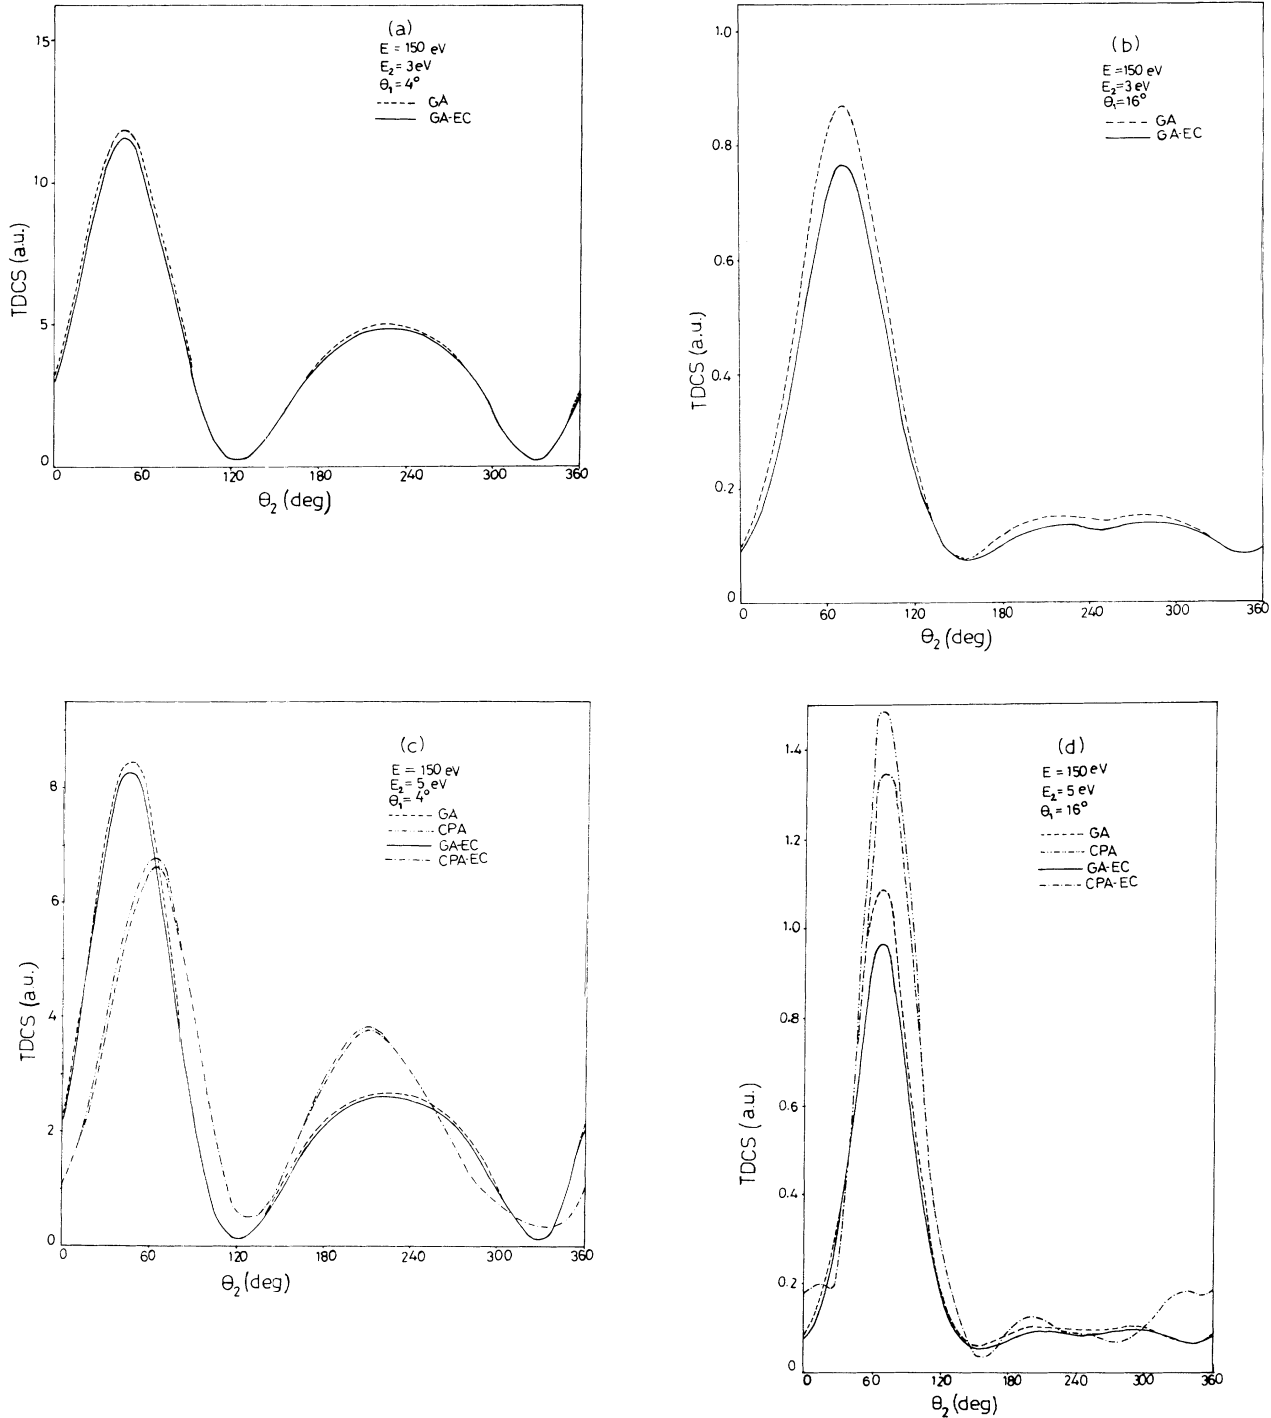 (a)
E = 150 eV
E₂ = 3 eV
θ₁ = 4°
GA
GA-EC
15
10
5
0
TDCS (a.u.)
0 60 120 180 240 300 360
θ₂ (deg)
(b)
E = 150 eV
E₂ = 3 eV
θ₁ = 16°
GA
GA-EC
1.0
0.8
0.6
0.4
0.2
0
TDCS (a.u.)
0 60 120 180 240 300 360
θ₂ (deg)
(c)
E = 150 eV
E₂ = 5 eV
θ₁ = 4°
GA
CPA
GA-EC
CPA-EC
8
6
4
2
0
TDCS (a.u.)
0 60 120 180 240 300 360
θ₂ (deg)
(d)
E = 150 eV
E₂ = 5 eV
θ₁ = 16°
GA
CPA
GA-EC
CPA-EC
1.4
1.2
1.0
0.8
0.6
0.4
0.2
0
TDCS (a.u.)
0 60 120 180 240 300 360
θ₂ (deg)